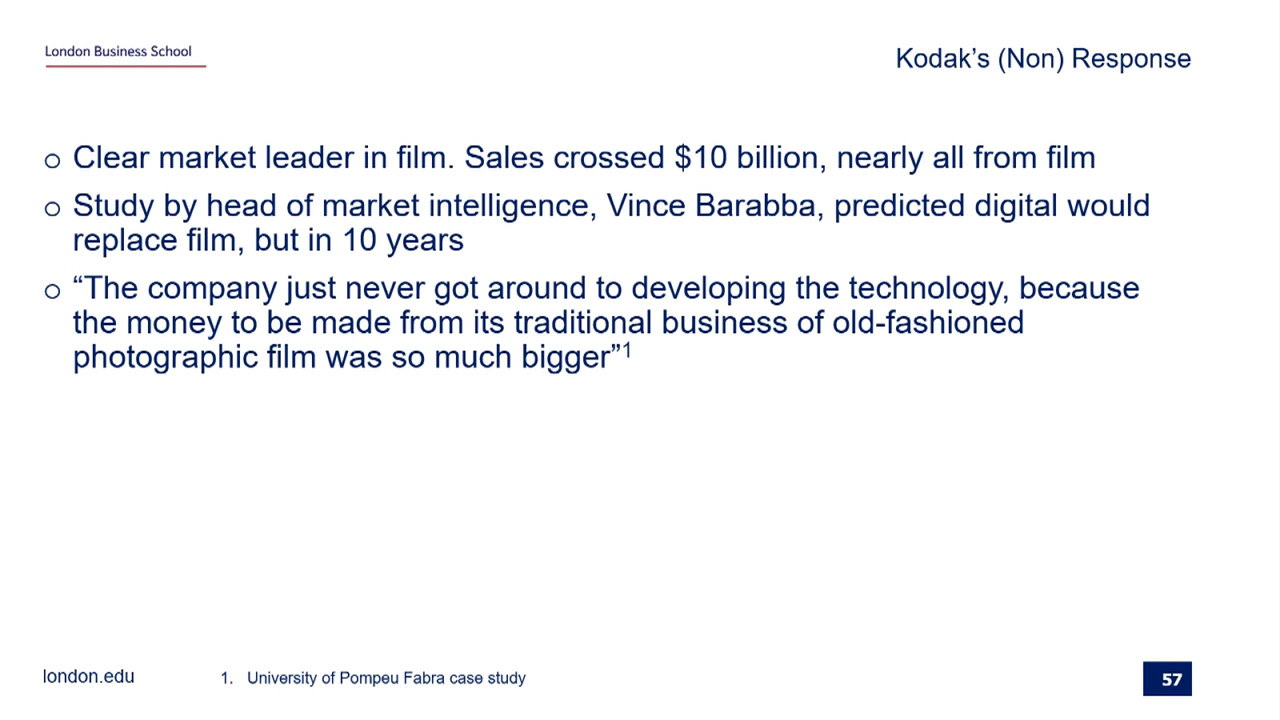 London Business School
Kodak’s (Non) Response
o Clear market leader in film. Sales crossed $10 billion, nearly all from film
o Study by head of market intelligence, Vince Barabba, predicted digital would
replace film, but in 10 years
o “The company just never got around to developing the technology, because
the money to be made from its traditional business of old-fashioned
photographic film was so much bigger”1
london.edu
1. University of Pompeu Fabra case study
57